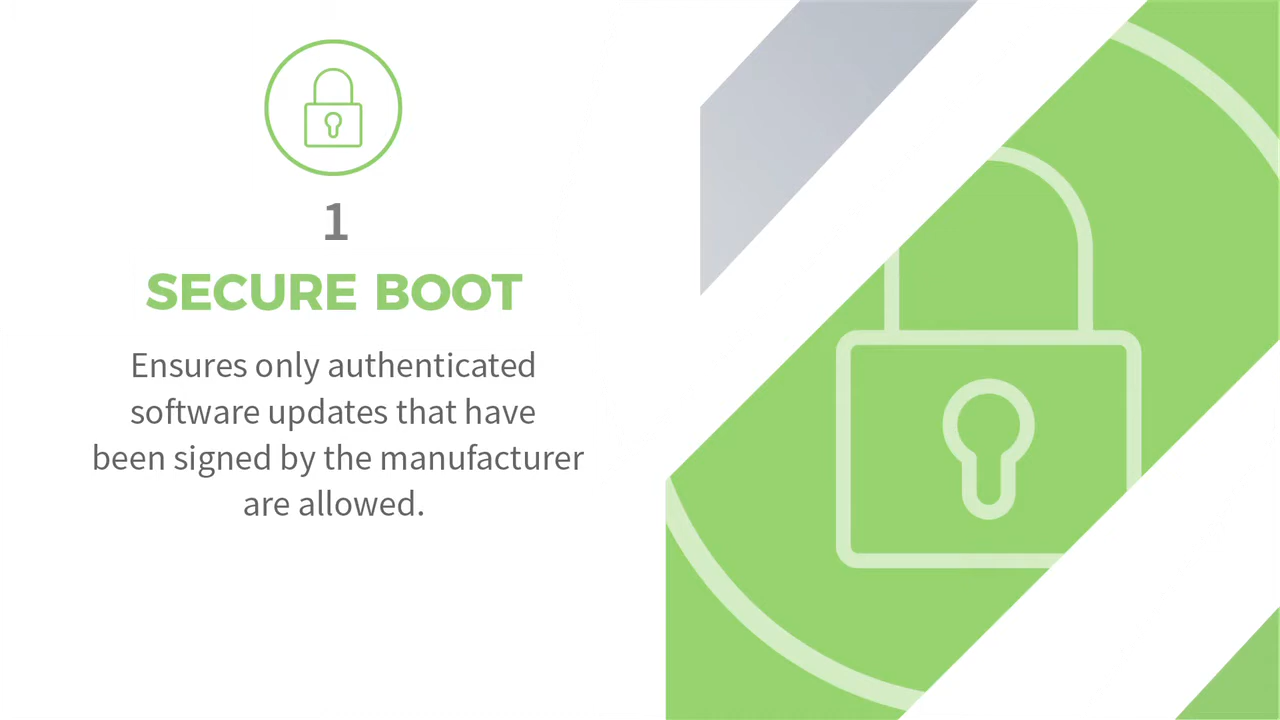 1
SECURE BOOT
Ensures only authenticated
software updates that have
been signed by the manufacturer
are allowed.